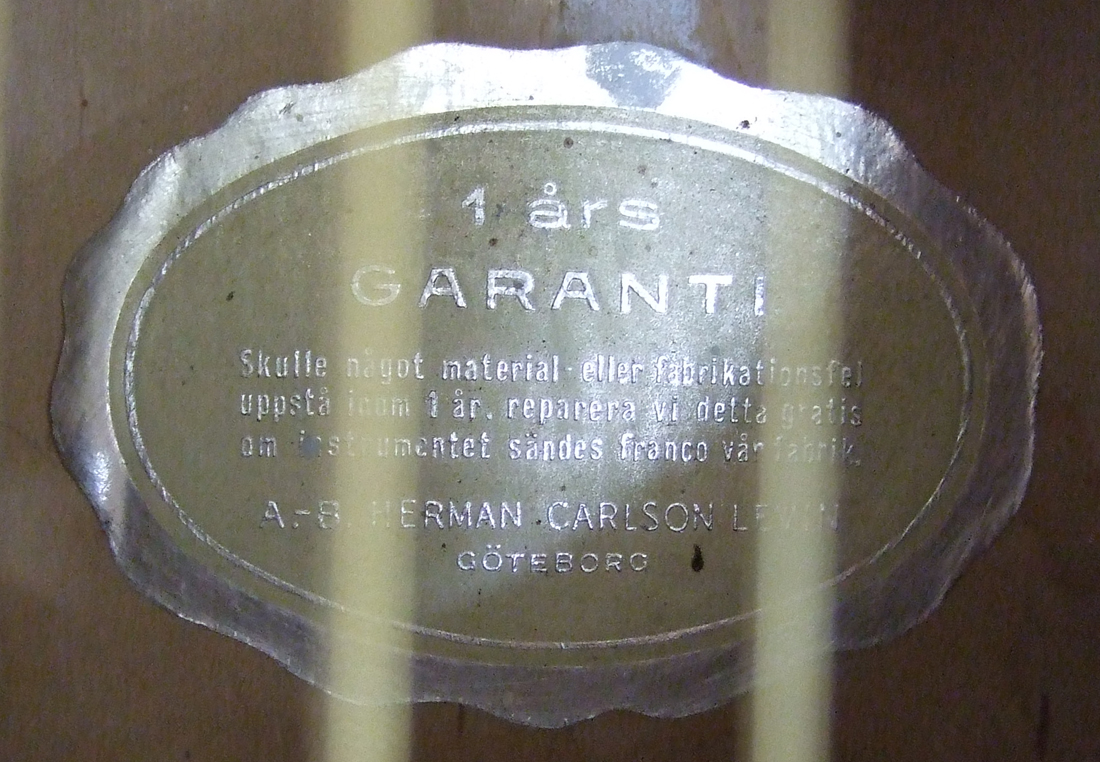 1 års
GARANTI
Skulle något material- eller fabrikationsfel
uppstå inom 1 år, reparera vi detta gratis
om instrumentet sändes franco vår fabrik.
A.-B. HERMAN CARLSON LEVIN
GÖTEBORG